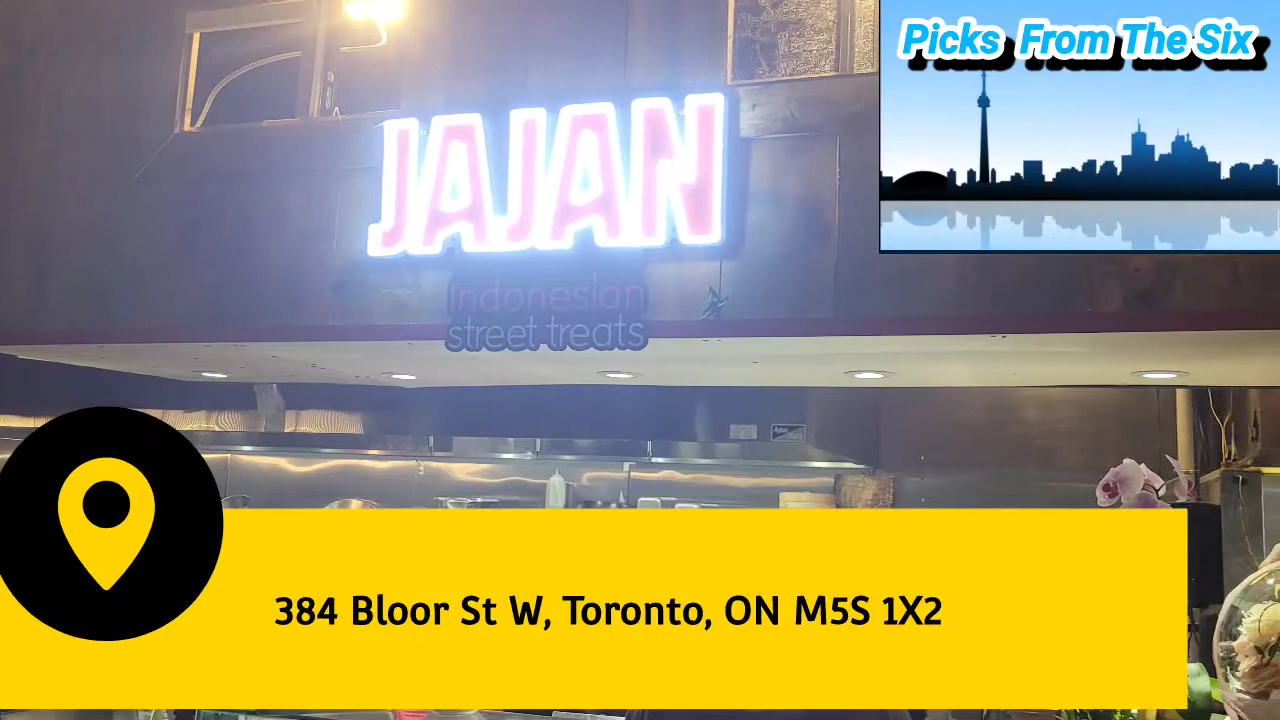 Picks From The Six
JAJAN
Indonesian
street treats
384 Bloor St W, Toronto, ON M5S 1X2